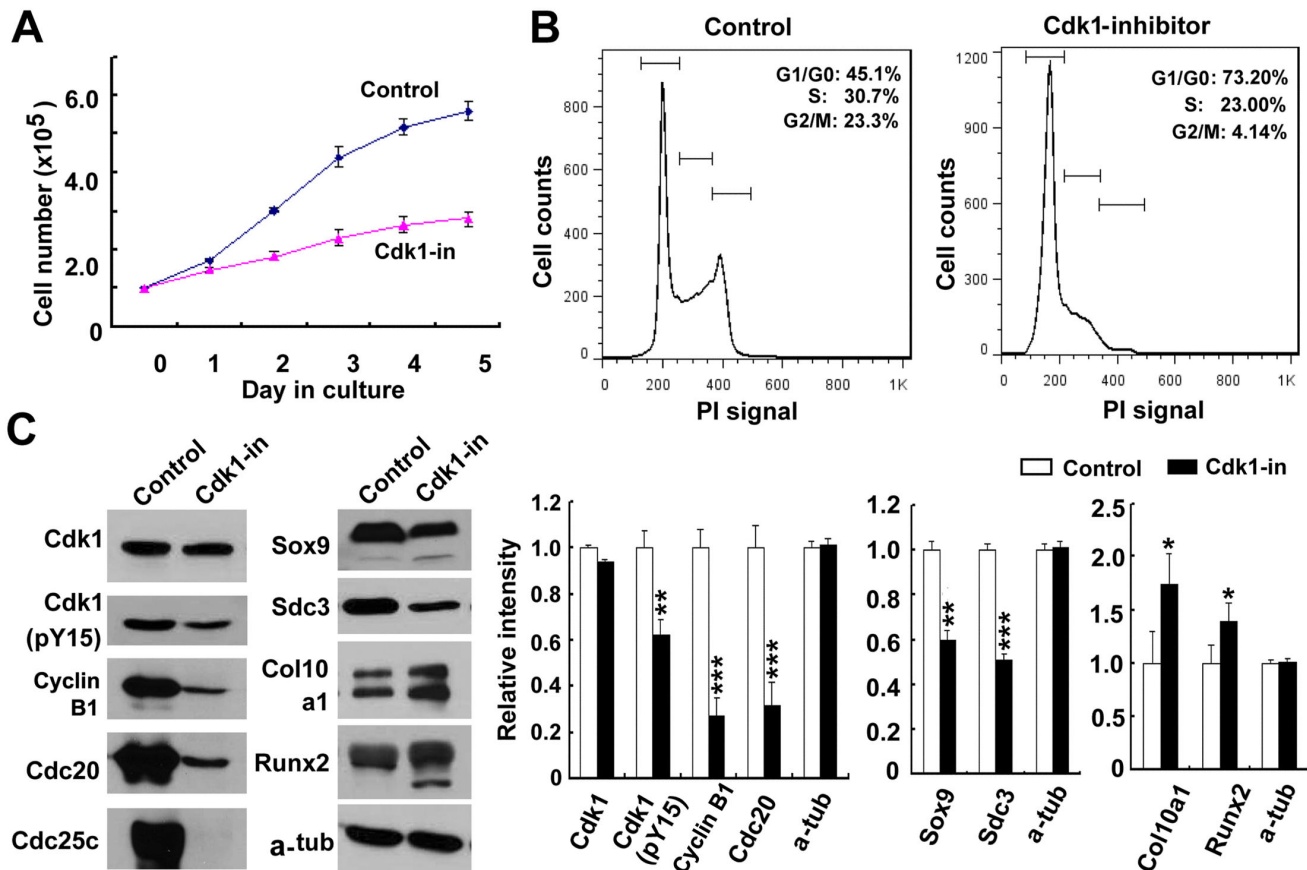 A
6.0
4.0
2.0
0
Cell number (x10⁵)
Control
Cdk1-in
0 1 2 3 4 5
Day in culture
B
Control
G1/G0: 45.1%
S: 30.7%
G2/M: 23.3%
800
600
400
200
0
Cell counts
0 200 400 600 800 1K
PI signal
Cdk1-inhibitor
G1/G0: 73.20%
S: 23.00%
G2/M: 4.14%
1200
900
600
300
0
Cell counts
0 200 400 600 800 1K
PI signal
C
Control Cdk1-in
Cdk1
Cdk1
(pY15)
Cyclin
B1
Cdc20
Cdc25c
Control Cdk1-in
Sox9
Sdc3
Col10
a1
Runx2
a-tub
Control Cdk1-in
Relative intensity
1.2
1.0
0.8
0.6
0.4
0.2
0
**
***
***
Cdk1
Cdk1
(pY15)
Cyclin B1
Cdc20
a-tub
1.2
1.0
0.8
0.6
0.4
0.2
0
**
***
Sox9
Sdc3
a-tub
2.5
2.0
1.5
1.0
0.5
0
*
*
Col10a1
Runx2
a-tub